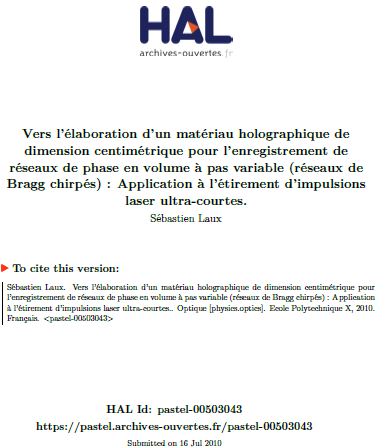 HAL
archives-ouvertes.fr
Vers l'élaboration d'un matériau holographique de
dimension centimétrique pour l'enregistrement de
réseaux de phase en volume à pas variable (réseaux de
Bragg chirpés) : Application à l'étirement d'impulsions
laser ultra-courtes.
Sébastien Laux
To cite this version:
Sébastien Laux. Vers l'élaboration d'un matériau holographique de dimension centimétrique pour
l'enregistrement de réseaux de phase en volume à pas variable (réseaux de Bragg chirpés) : Application
à l'étirement d'impulsions laser ultra-courtes.. Optique [physics.optics]. Ecole Polytechnique X, 2010.
Français. <pastel-00503043>
HAL Id: pastel-00503043
https://pastel.archives-ouvertes.fr/pastel-00503043
Submitted on 16 Jul 2010